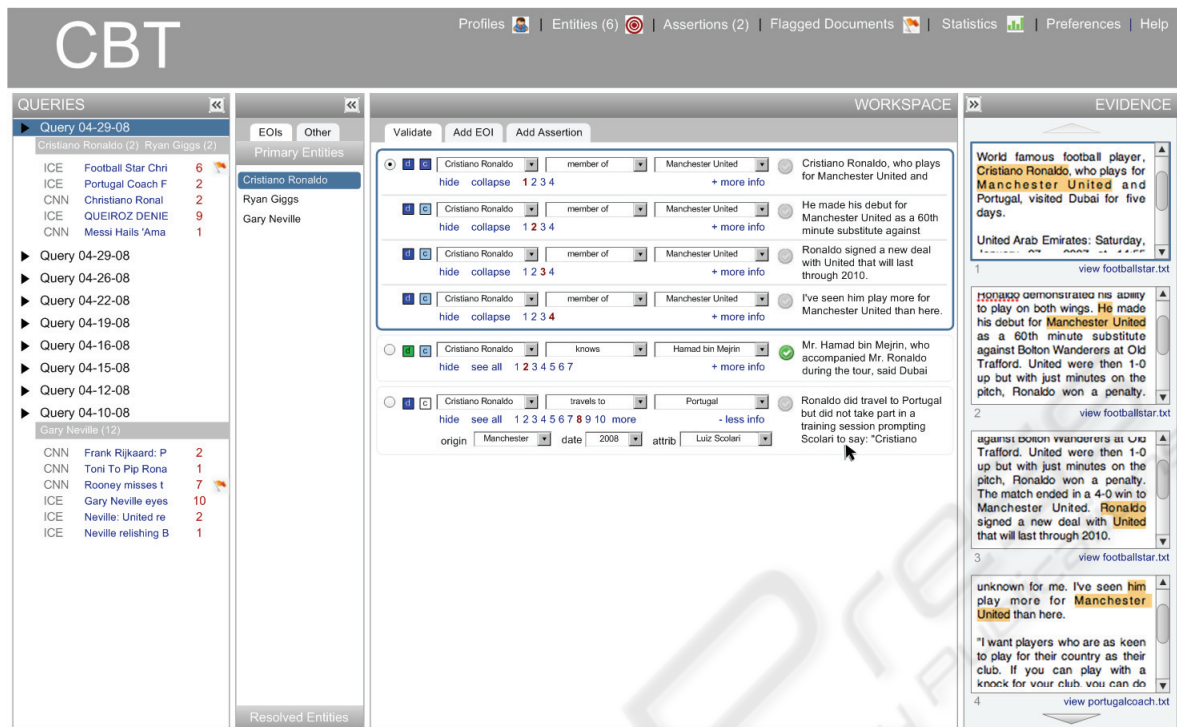 CBT
Profiles | Entities (6) | Assertions (2) | Flagged Documents | Statistics | Preferences | Help
QUERIES
Query 04-29-08
Cristiano Ronaldo (2) Ryan Giggs (2)
ICE Football Star Chri 6
ICE Portugal Coach F 2
CNN Christiano Ronal 2
ICE QUEIROZ DENIE 9
CNN Messi Hails 'Ama 1
Query 04-29-08
Query 04-26-08
Query 04-22-08
Query 04-19-08
Query 04-16-08
Query 04-15-08
Query 04-12-08
Query 04-10-08
Gary Neville (12)
CNN Frank Rijkaard: P 2
CNN Toni To Pip Rona 1
CNN Rooney misses t 7
ICE Gary Neville eyes 10
ICE Neville: United re 2
ICE Neville relishing B 1
EOIs Other
Primary Entities
Cristiano Ronaldo
Ryan Giggs
Gary Neville
Resolved Entities
WORKSPACE
Validate Add EOI Add Assertion
d c Cristiano Ronaldo member of Manchester United
hide collapse 1 2 3 4 + more info
Cristiano Ronaldo, who plays
for Manchester United and
d c Cristiano Ronaldo member of Manchester United
hide collapse 1 2 3 4 + more info
He made his debut for
Manchester United as a 60th
minute substitute against
d c Cristiano Ronaldo member of Manchester United
hide collapse 1 2 3 4 + more info
Ronaldo signed a new deal
with United that will last
through 2010.
d c Cristiano Ronaldo member of Manchester United
hide collapse 1 2 3 4 + more info
I've seen him play more for
Manchester United than here.
d c Cristiano Ronaldo knows Hamad bin Mejrin
hide see all 1 2 3 4 5 6 7 + more info
Mr. Hamad bin Mejrin, who
accompanied Mr. Ronaldo
during the tour, said Dubai
d c Cristiano Ronaldo travels to Portugal
hide see all 1 2 3 4 5 6 7 8 9 10 more - less info
origin Manchester date 2008 attrib Luiz Scolari
Ronaldo did travel to Portugal
but did not take part in a
training session prompting
Scolari to say: "Cristiano
EVIDENCE
World famous football player,
Cristiano Ronaldo, who plays for
Manchester United and
Portugal, visited Dubai for five
days.
United Arab Emirates: Saturday,
1 view footballstar.txt
Ronaldo demonstrated his ability
to play on both wings. He made
his debut for Manchester United
as a 60th minute substitute
against Bolton Wanderers at Old
Trafford. United were then 1-0
up but with just minutes on the
pitch, Ronaldo won a penalty.
2 view footballstar.txt
against Bolton Wanderers at Old
Trafford. United were then 1-0
up but with just minutes on the
pitch, Ronaldo won a penalty.
The match ended in a 4-0 win to
Manchester United. Ronaldo
signed a new deal with United
that will last through 2010.
3 view footballstar.txt
unknown for me. I've seen him
play more for Manchester
United than here.
"I want players who are as keen
to play for their country as their
club. If you can play with a
knock for your club, you can do
4 view portugalcoach.txt